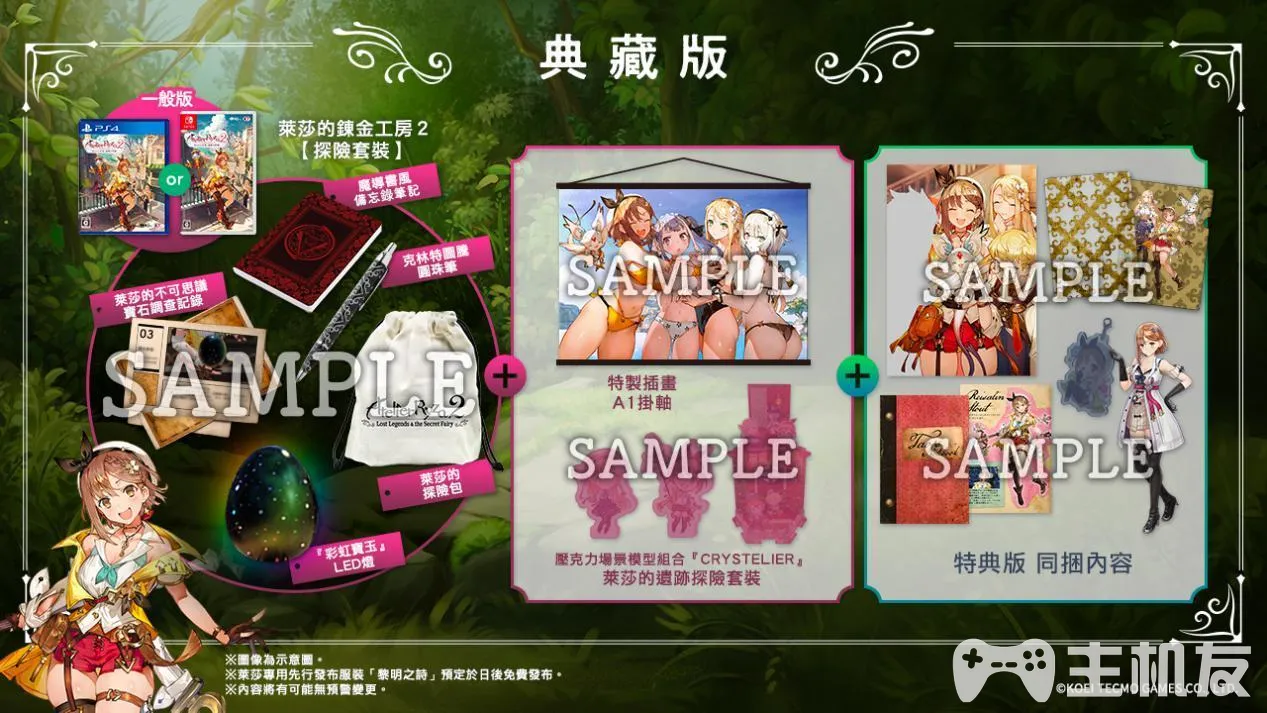 典藏版
一般版
PS4
or
萊莎的鍊金工房2
【探險套裝】
魔導書風
備忘錄筆記
克林特圖騰
圓珠筆
萊莎的不可思議
寶石調查記錄
03
SAMPLE
Atelier Ryza 2
Lost Legends & the Secret Fairy
萊莎的
探險包
『彩虹寶玉』
LED燈
+
SAMPLE
特製插畫
A1掛軸
SAMPLE
壓克力場景模型組合『CRYSTELIER』
萊莎的遺跡探險套裝
+
SAMPLE
SAMPLE
特典版 同捆內容
※圖像為示意圖。
※萊莎專用先行發布服裝「黎明之詩」預定於日後免費發布。
※內容將有可能無預警變更。
主机友
©KOEI TECMO GAMES CO., LTD.